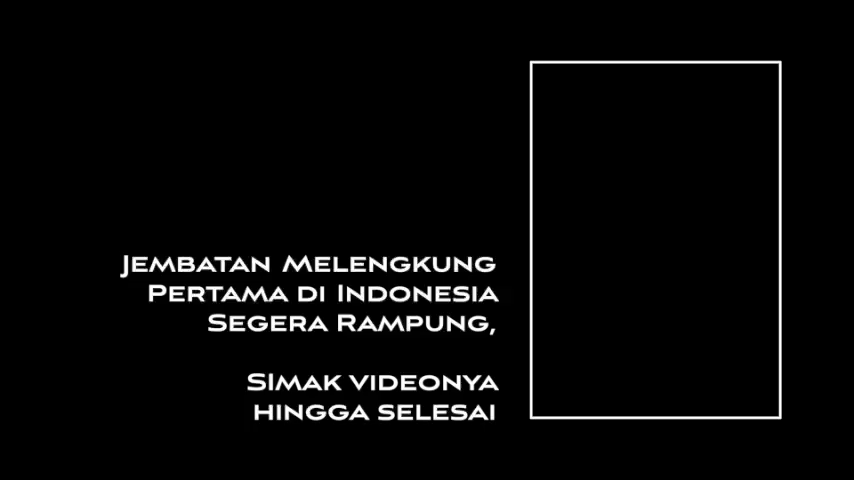 Jembatan Melengkung
Pertama di Indonesia
Segera Rampung,
SImak videonya
hingga selesai